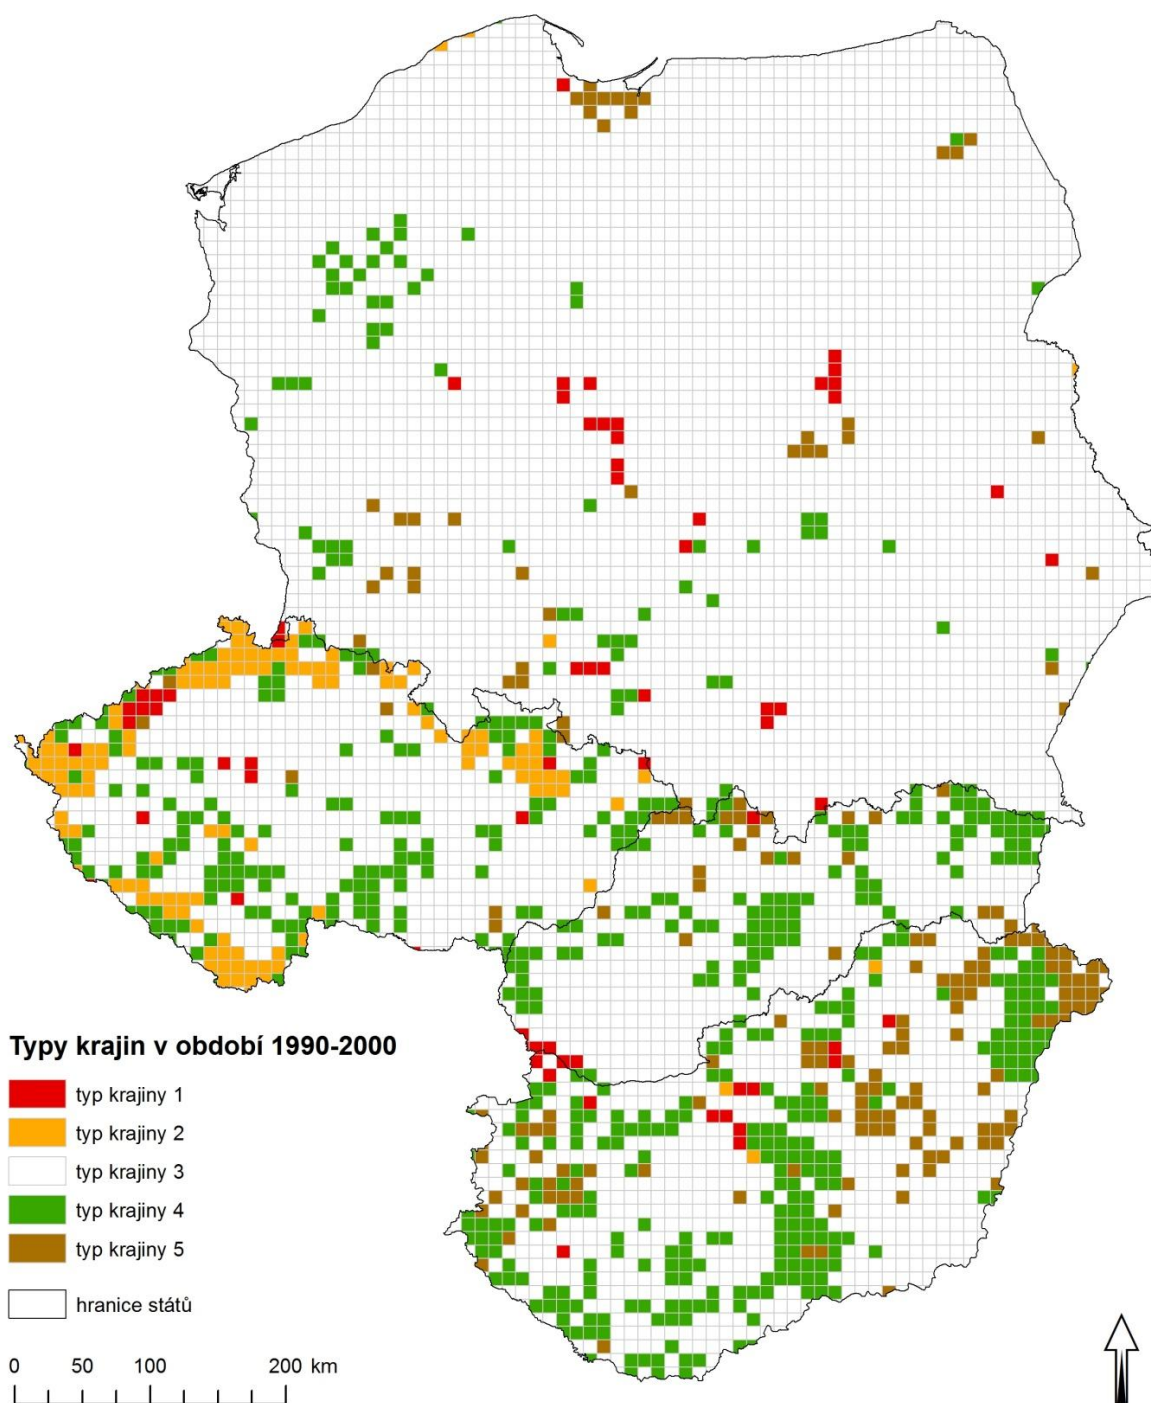 Typy krajin v období 1990-2000
typ krajiny 1
typ krajiny 2
typ krajiny 3
typ krajiny 4
typ krajiny 5
hranice států
0 50 100 200 km